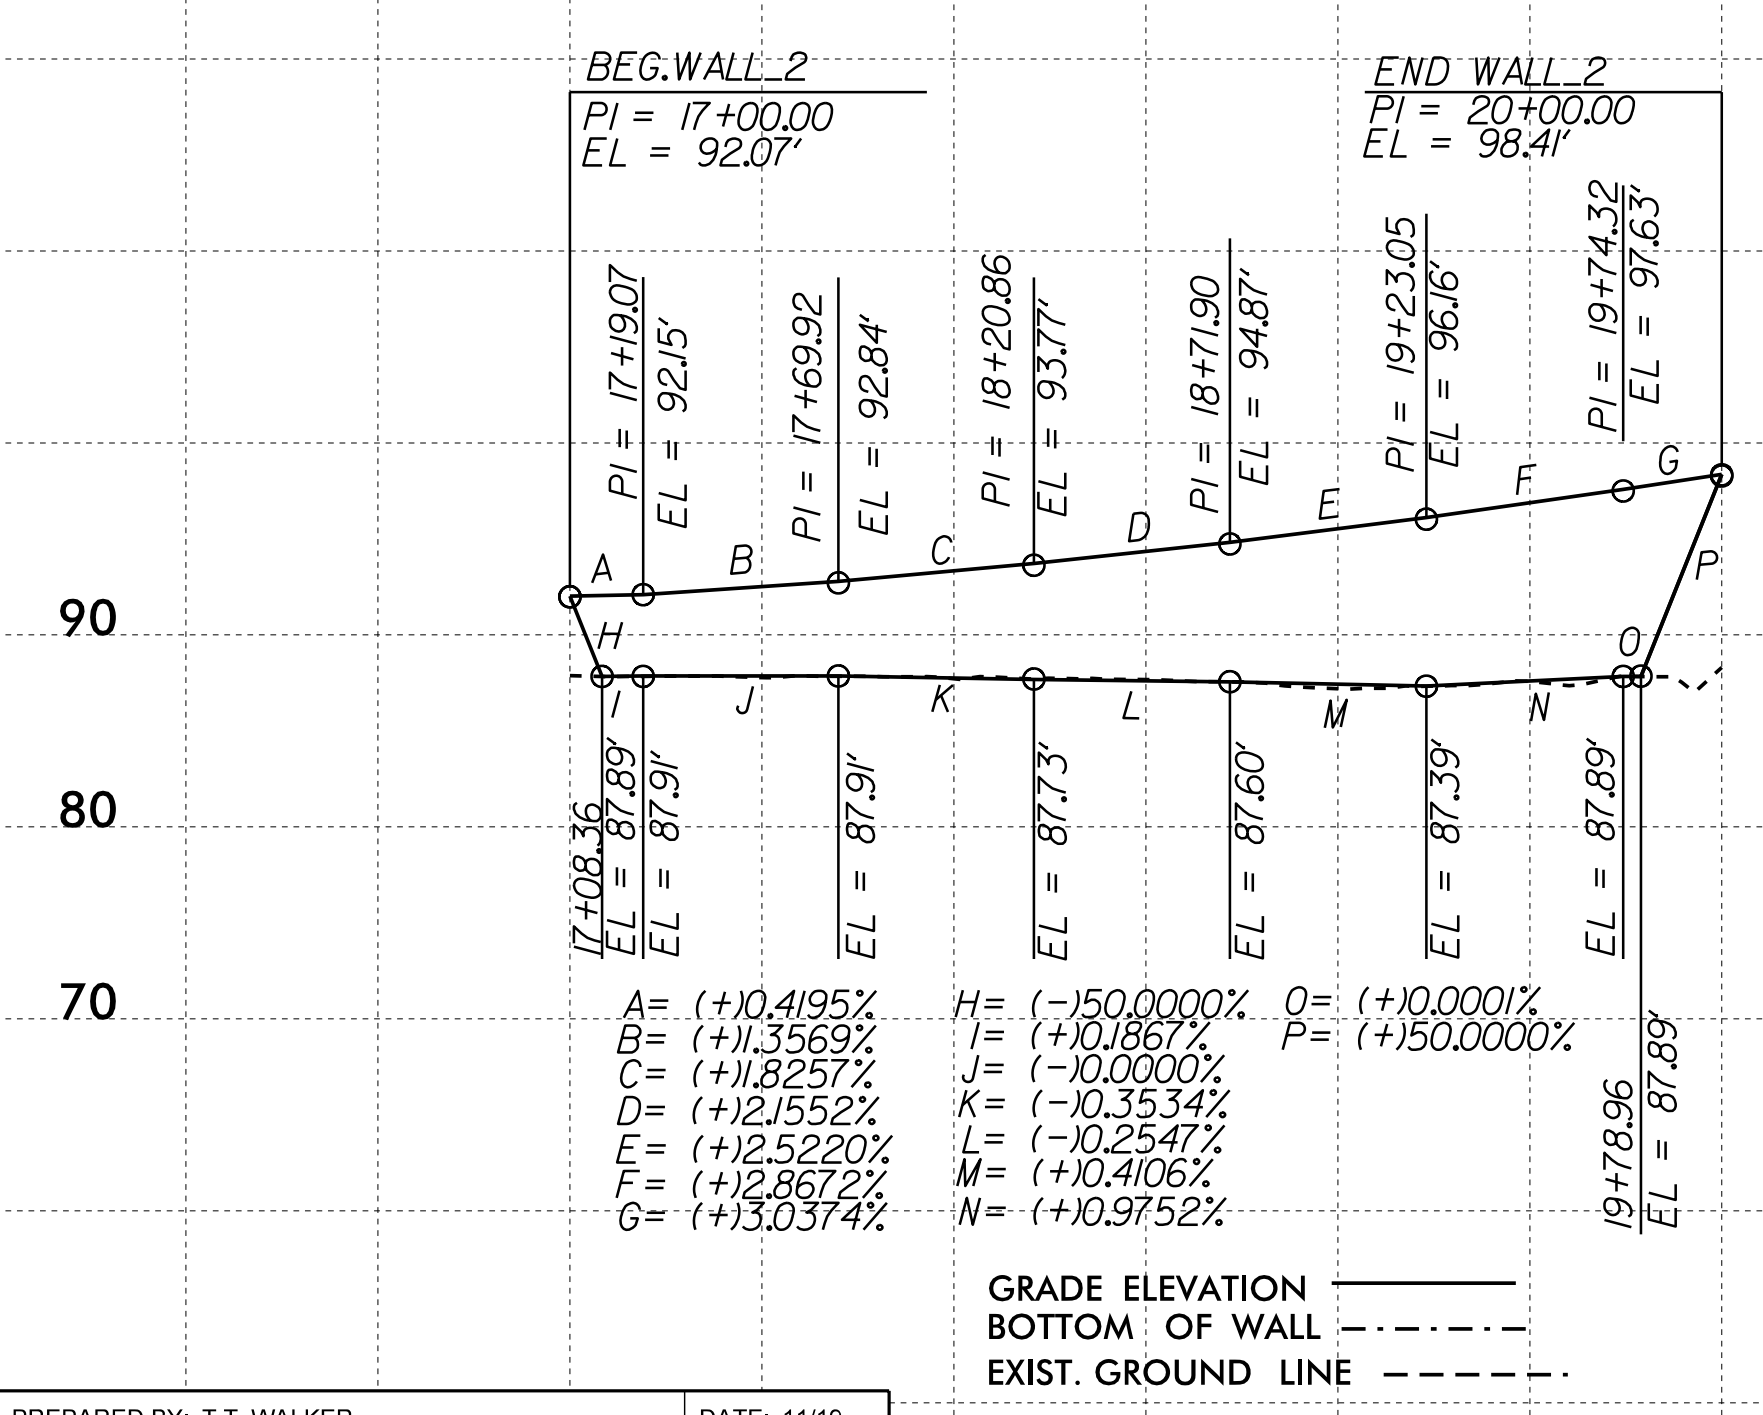 BEG.WALL_2
PI = 17+00.00
EL = 92.07'
END WALL_2
PI = 20+00.00
EL = 98.41'
PI = 17+19.07
EL = 92.15'
PI = 17+69.92
EL = 92.84'
PI = 18+20.86
EL = 93.77'
PI = 18+71.90
EL = 94.87'
PI = 19+23.05
EL = 96.16'
PI = 19+74.32
EL = 97.63'
A
B
C
D
E
F
G
H
I
J
K
L
M
N
O
P
90
80
70
17+08.36
EL = 87.89'
EL = 87.91'
EL = 87.91'
EL = 87.73'
EL = 87.60'
EL = 87.39'
EL = 87.89'
19+78.96
EL = 87.89'
A= (+)0.4195%
B= (+)1.3569%
C= (+)1.8257%
D= (+)2.1552%
E= (+)2.5220%
F= (+)2.8672%
G= (+)3.0374%
H= (-)50.0000%
I= (+)0.1867%
J= (-)0.0000%
K= (-)0.3534%
L= (-)0.2547%
M= (+)0.4106%
N= (+)0.9752%
O= (+)0.0001%
P= (+)50.0000%
GRADE ELEVATION
BOTTOM OF WALL
EXIST. GROUND LINE
PREPARED BY: T.T. WALKER
DATE: 11/19